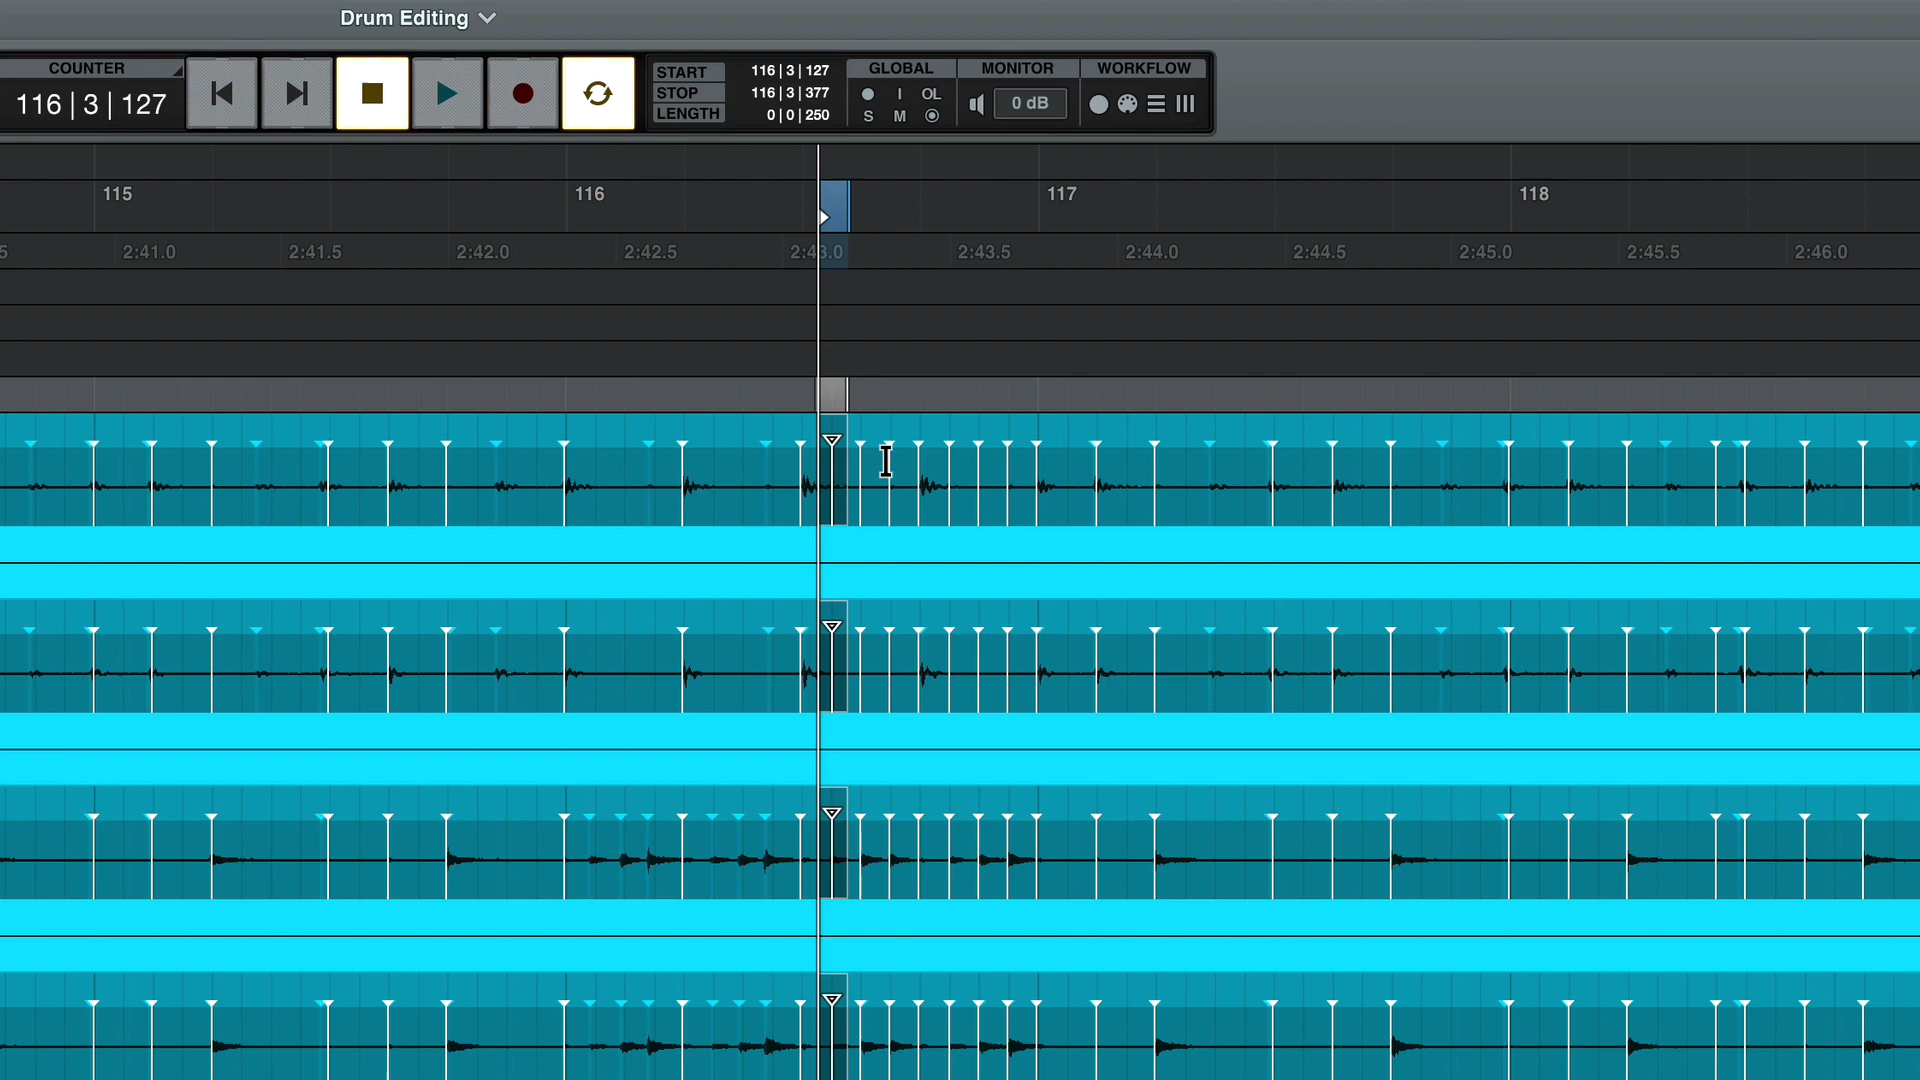 Drum Editing
COUNTER
116 | 3 | 127
START 116 | 3 | 127
STOP 116 | 3 | 377
LENGTH 0 | 0 | 250
GLOBAL
I OL
S M
MONITOR
0 dB
WORKFLOW
115 116 117 118
5 2:41.0 2:41.5 2:42.0 2:42.5 2:43.0 2:43.5 2:44.0 2:44.5 2:45.0 2:45.5 2:46.0